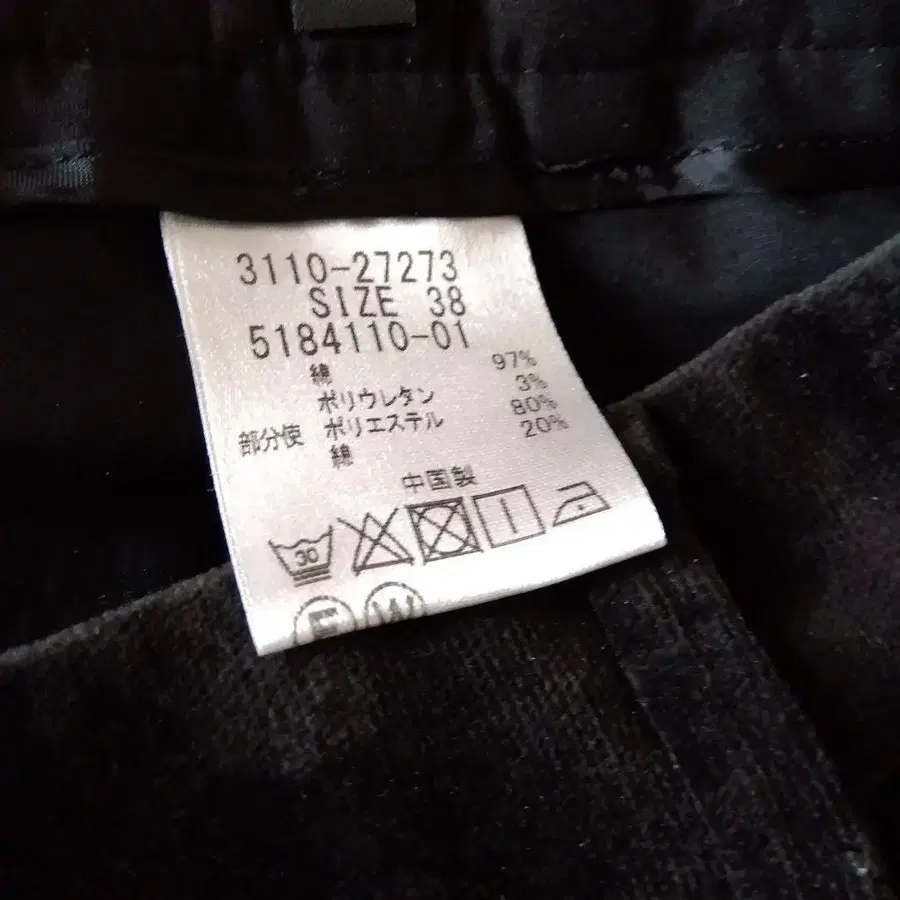 3110-27273
SIZE 38
5184110-01
綿 97%
ポリウレタン 3%
部分使 ポリエステル 80%
綿 20%
中国製
30
F W